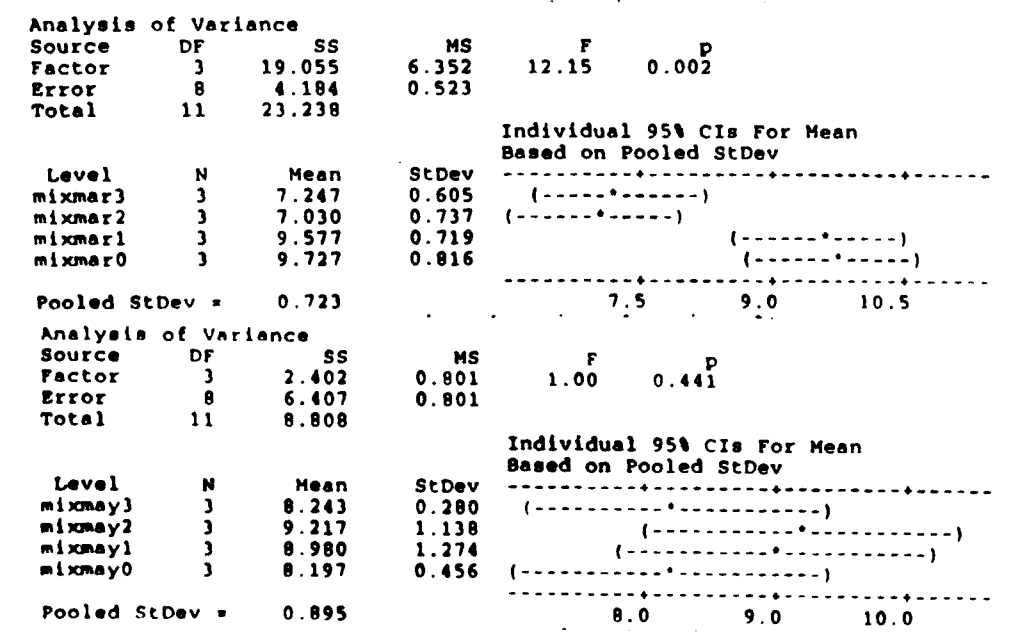 Analysis of Variance
Source DF SS MS F p
Factor 3 19.055 6.352 12.15 0.002
Error 8 4.184 0.523
Total 11 23.238
Individual 95% CIs For Mean
Based on Pooled StDev
Level N Mean StDev ----------+---------+---------+------
mixmar3 3 7.247 0.605 (-----*------)
mixmar2 3 7.030 0.737 (------*-----)
mixmar1 3 9.577 0.719 (------*-----)
mixmar0 3 9.727 0.816 (------*-----)
----------+---------+---------+------
Pooled StDev = 0.723 7.5 9.0 10.5
Analysis of Variance
Source DF SS MS F p
Factor 3 2.402 0.801 1.00 0.441
Error 8 6.407 0.801
Total 11 8.808
Individual 95% CIs For Mean
Based on Pooled StDev
Level N Mean StDev ----------+---------+---------+------
mixmay3 3 8.243 0.280 (-----------*-----------)
mixmay2 3 9.217 1.138 (-----------*-----------)
mixmay1 3 8.980 1.274 (-----------*-----------)
mixmay0 3 8.197 0.456 (-----------*-----------)
----------+---------+---------+------
Pooled StDev = 0.895 8.0 9.0 10.0